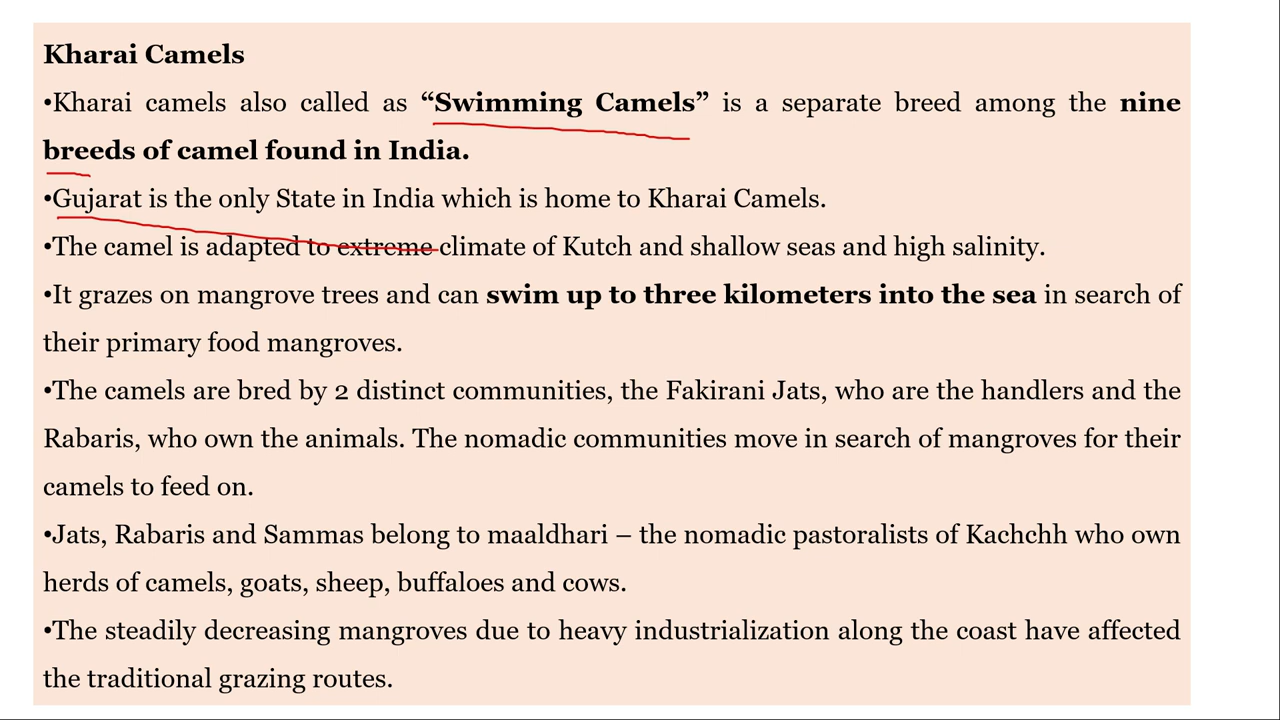 Kharai Camels
•Kharai camels also called as “Swimming Camels” is a separate breed among the nine
breeds of camel found in India.
•Gujarat is the only State in India which is home to Kharai Camels.
•The camel is adapted to extreme climate of Kutch and shallow seas and high salinity.
•It grazes on mangrove trees and can swim up to three kilometers into the sea in search of
their primary food mangroves.
•The camels are bred by 2 distinct communities, the Fakirani Jats, who are the handlers and the
Rabaris, who own the animals. The nomadic communities move in search of mangroves for their
camels to feed on.
•Jats, Rabaris and Sammas belong to maaldhari – the nomadic pastoralists of Kachchh who own
herds of camels, goats, sheep, buffaloes and cows.
•The steadily decreasing mangroves due to heavy industrialization along the coast have affected
the traditional grazing routes.